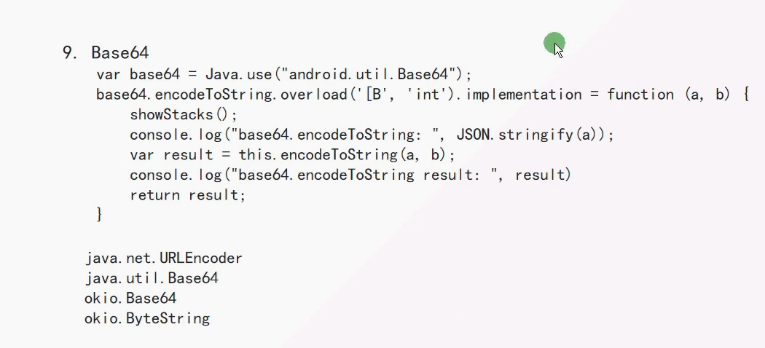 9. Base64
var base64 = Java.use("android.util.Base64");
base64.encodeToString.overload('[B', 'int').implementation = function (a, b) {
showStacks();
console.log("base64.encodeToString: ", JSON.stringify(a));
var result = this.encodeToString(a, b);
console.log("base64.encodeToString result: ", result)
return result;
}
java.net.URLEncoder
java.util.Base64
okio.Base64
okio.ByteString